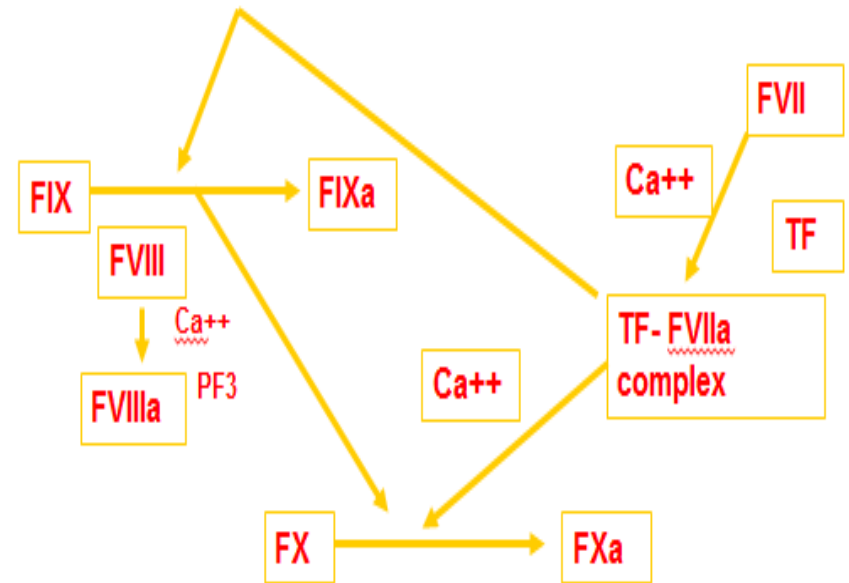 FVII
Ca++
FIX
FIXa
TF
FVIII
Ca++
TF- FVIIa
complex
PF3
Ca++
FVIIIa
FX
FXa